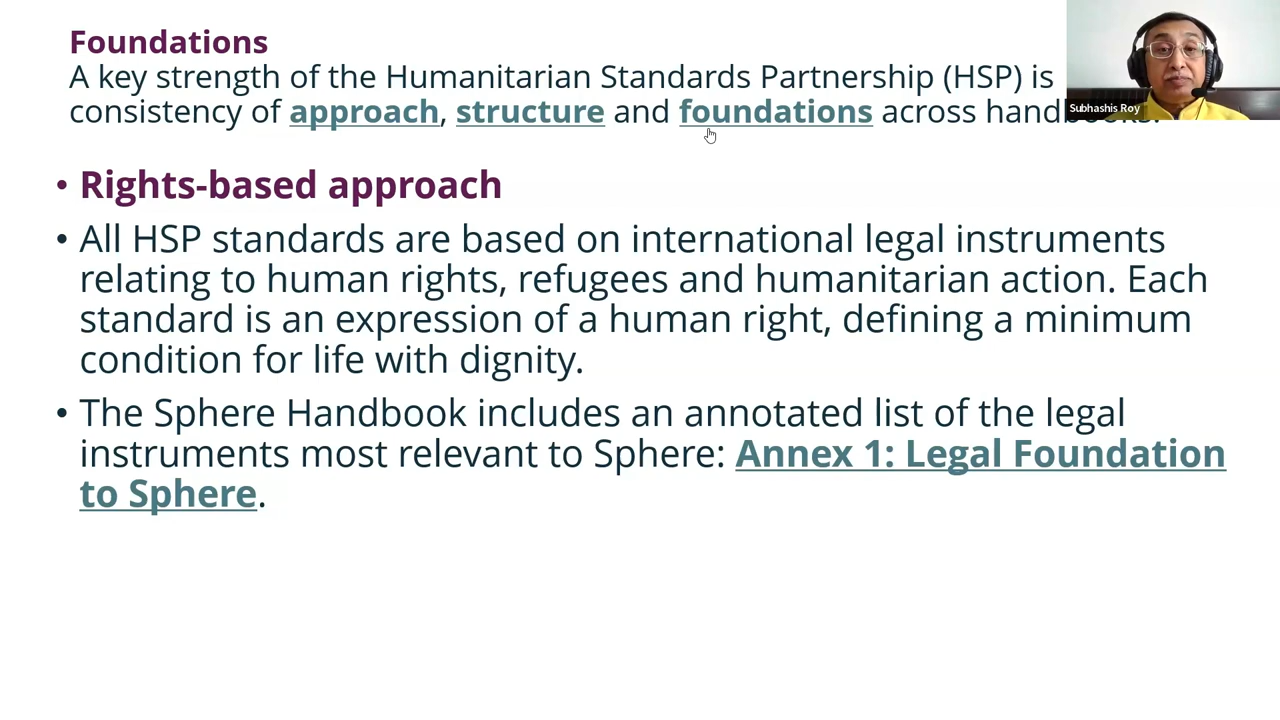 Foundations
A key strength of the Humanitarian Standards Partnership (HSP) is
consistency of approach, structure and foundations across handbooks.
Subhashis Roy
• Rights-based approach
• All HSP standards are based on international legal instruments
relating to human rights, refugees and humanitarian action. Each
standard is an expression of a human right, defining a minimum
condition for life with dignity.
• The Sphere Handbook includes an annotated list of the legal
instruments most relevant to Sphere: Annex 1: Legal Foundation
to Sphere.